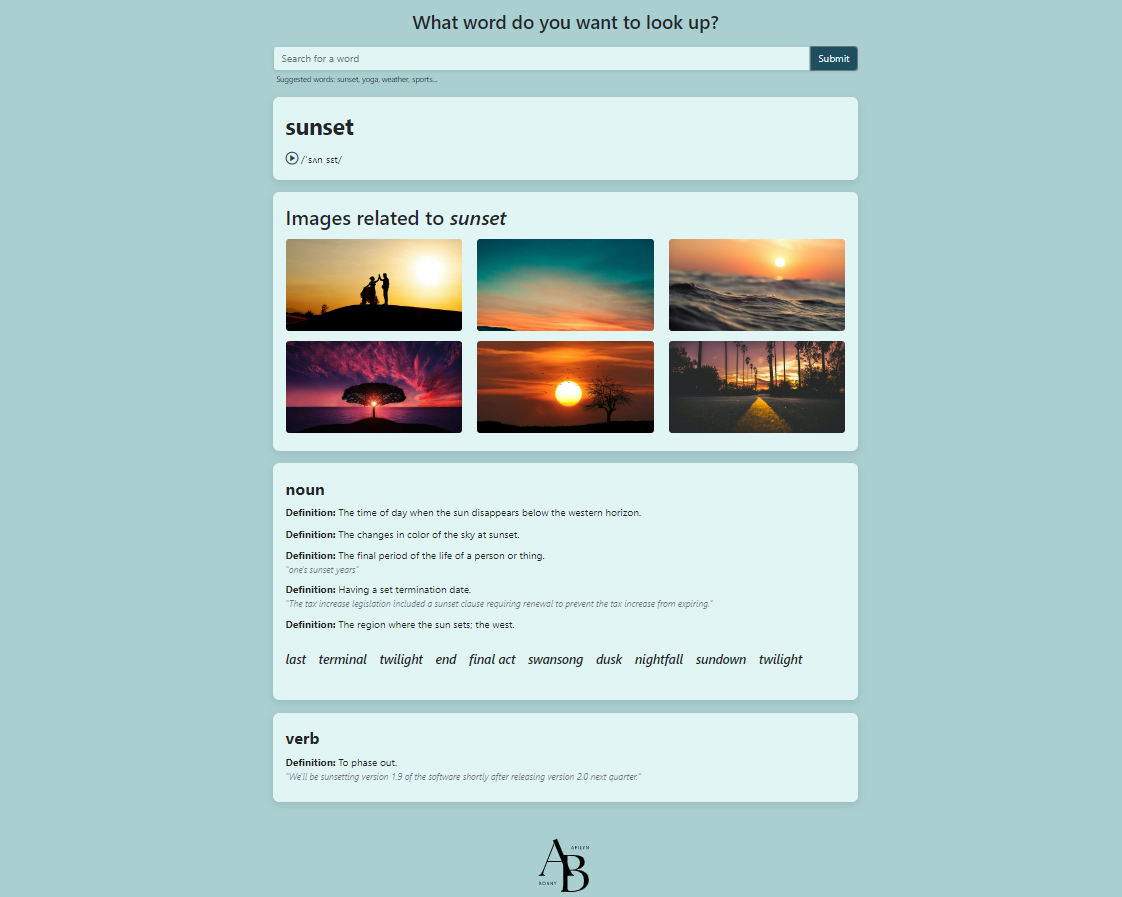 What word do you want to look up?
Search for a word
Submit
Suggested words: sunset, yoga, weather, sports...
sunset
/ˈsʌnˌsɛt/
Images related to sunset
noun
Definition: The time of day when the sun disappears below the western horizon.
Definition: The changes in color of the sky at sunset.
Definition: The final period of the life of a person or thing.
"one's sunset years"
Definition: Having a set termination date.
"The tax increase legislation included a sunset clause requiring renewal to prevent the tax increase from expiring."
Definition: The region where the sun sets; the west.
last terminal twilight end final act swansong dusk nightfall sundown twilight
verb
Definition: To phase out.
"We'll be sunsetting version 1.9 of the software shortly after releasing version 2.0 next quarter."
AB